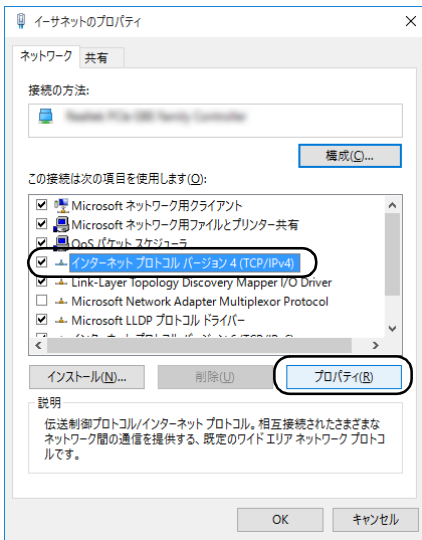 イーサネットのプロパティ
ネットワーク 共有
接続の方法:
構成(C)...
この接続は次の項目を使用します(O):
Microsoft ネットワーク用クライアント
Microsoft ネットワーク用ファイルとプリンター共有
QoS パケット スケジューラ
インターネット プロトコル バージョン 4 (TCP/IPv4)
Link-Layer Topology Discovery Mapper I/O Driver
Microsoft Network Adapter Multiplexor Protocol
Microsoft LLDP プロトコル ドライバー
インストール(N)... 削除(U) プロパティ(R)
説明
伝送制御プロトコル/インターネット プロトコル。相互接続されたさまざまな
ネットワーク間の通信を提供する、既定のワイド エリア ネットワーク プロトコ
ルです。
OK キャンセル